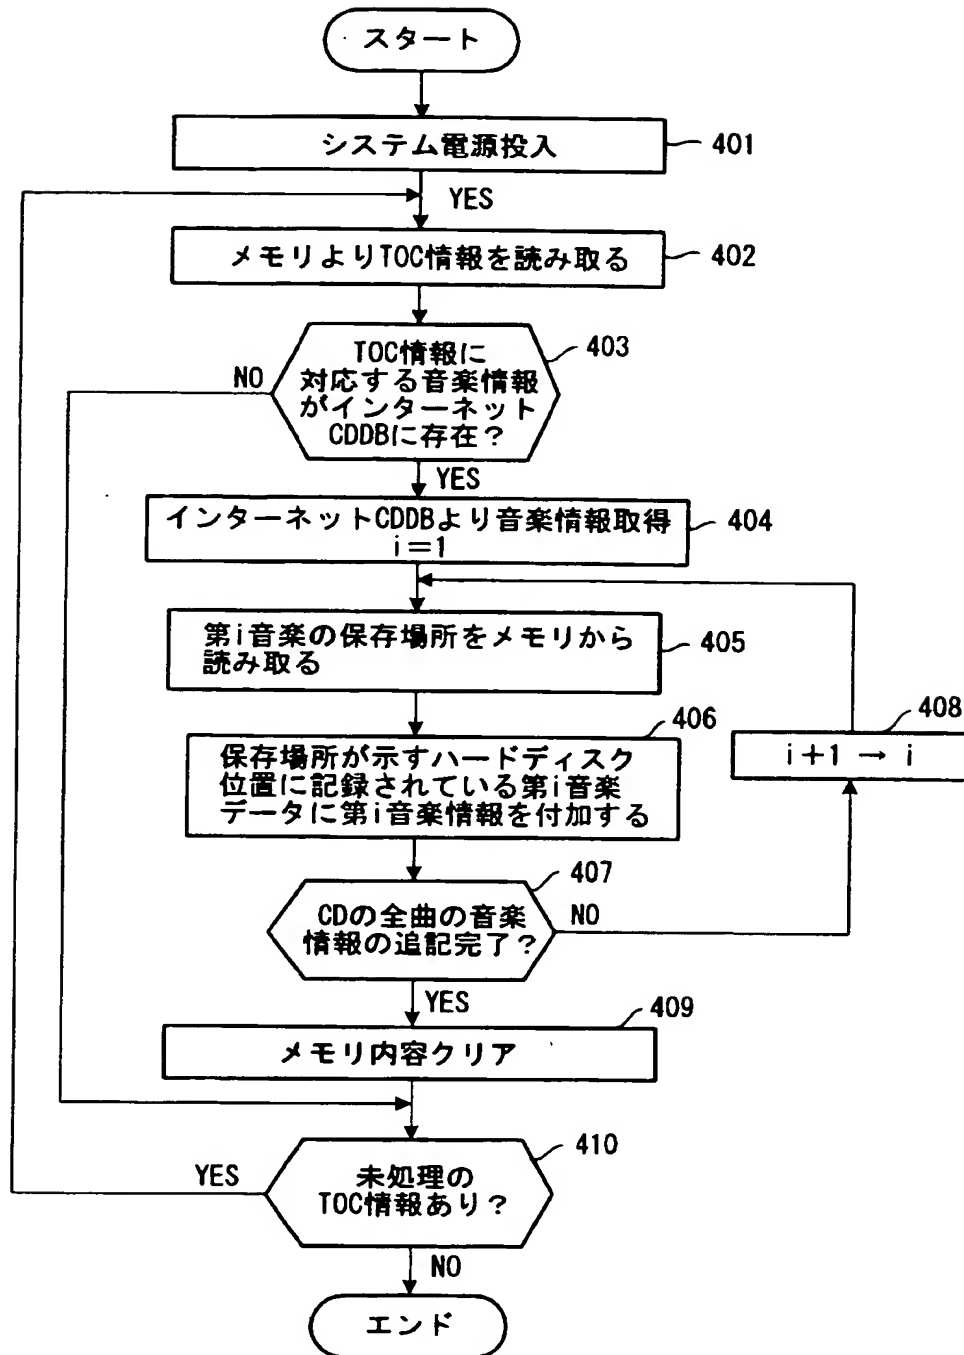 スタート
システム電源投入
401
YES
メモリよりTOC情報を読み取る
402
TOC情報に
対応する音楽情報
がインターネット
CDDBに存在?
403
NO
YES
インターネットCDDBより音楽情報取得
i=1
404
第i音楽の保存場所をメモリから
読み取る
405
406
保存場所が示すハードディスク
位置に記録されている第i音楽
データに第i音楽情報を付加する
408
i+1 → i
407
CDの全曲の音楽
情報の追記完了?
NO
YES
409
メモリ内容クリア
410
YES
未処理の
TOC情報あり?
NO
エンド